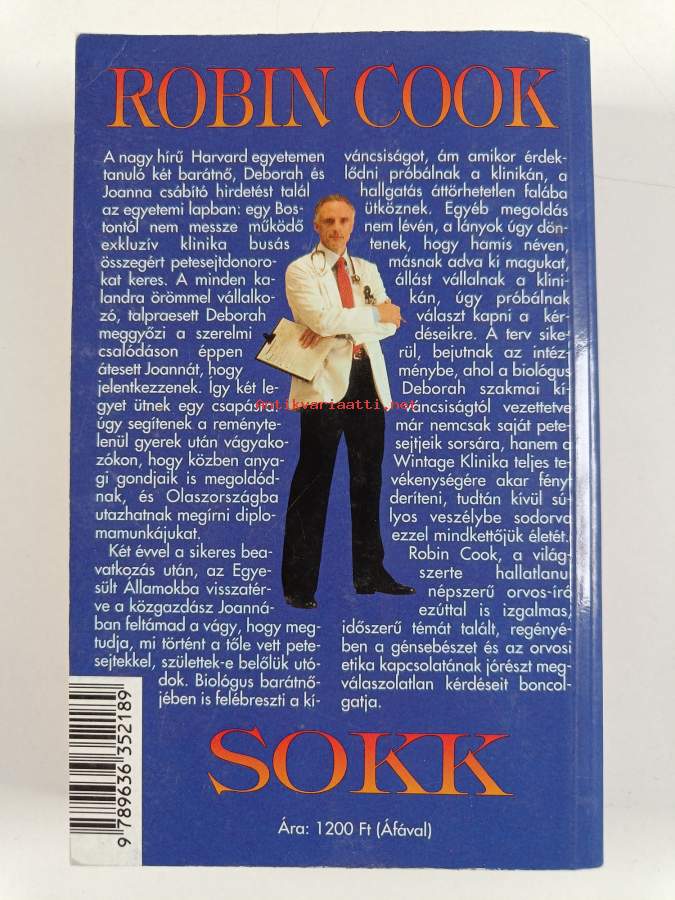 ROBIN COOK
A nagy hírű Harvard egyetemen
tanuló két barátnő, Deborah és
Joanna csábító hirdetést talál
az egyetemi lapban: egy Bos-
tontól nem messze működő
exkluzív klinika busás
összegért petesejtdonoro-
kat keres. A minden ka-
landra örömmel vállalko-
zó, talpraesett Deborah
meggyőzi a szerelmi
csalódáson éppen
átesett Joannát, hogy
jelentkezzenek. Így két le-
gyet ütnek egy csapásra:
úgy segítenek a reményte-
lenül gyerek után vágyako-
zókon, hogy közben anya-
gi gondjaik is megoldód-
nak, és Olaszországba
utazhatnak megírni diplo-
mamunkájukat.
Két évvel a sikeres bea-
vatkozás után, az Egye-
sült Államokba visszatér-
ve a közgazdász Joanná-
ban feltámad a vágy, hogy meg-
tudja, mi történt a tőle vett pete-
sejtekkel, születtek-e belőlük utó-
dok. Biológus barátnő-
jében is felébreszti a kí-
váncsiságot, ám amikor érdek-
lődni próbálnak a klinikán, a
hallgatás áttörhetetlen falába
ütköznek. Egyéb megoldás
nem lévén, a lányok úgy dön-
tenek, hogy hamis néven,
másnak adva ki magukat,
állást vállalnak a klini-
kán, úgy próbálnak
választ kapni a kér-
déseikre. A terv sike-
rül, bejutnak az intéz-
ménybe, ahol a biológus
Deborah szakmai kí-
váncsiságtól vezettetve
már nemcsak saját pete-
sejtjeik sorsára, hanem a
Wintage Klinika teljes te-
vékenységére akar fényt
deríteni, tudtán kívül sú-
lyos veszélybe sodorva
ezzel mindkettőjük életét.
Robin Cook, a világ-
szerte hallatlanul
népszerű orvos-író
ezúttal is izgalmas,
időszerű témát talált, regényé-
ben a génsebészet és az orvosi
etika kapcsolatának jórészt meg-
válaszolatlan kérdéseit boncol-
gatja.
antikvariaatti.net
9 789636 352189
SOKK
Ára: 1200 Ft (Áfával)